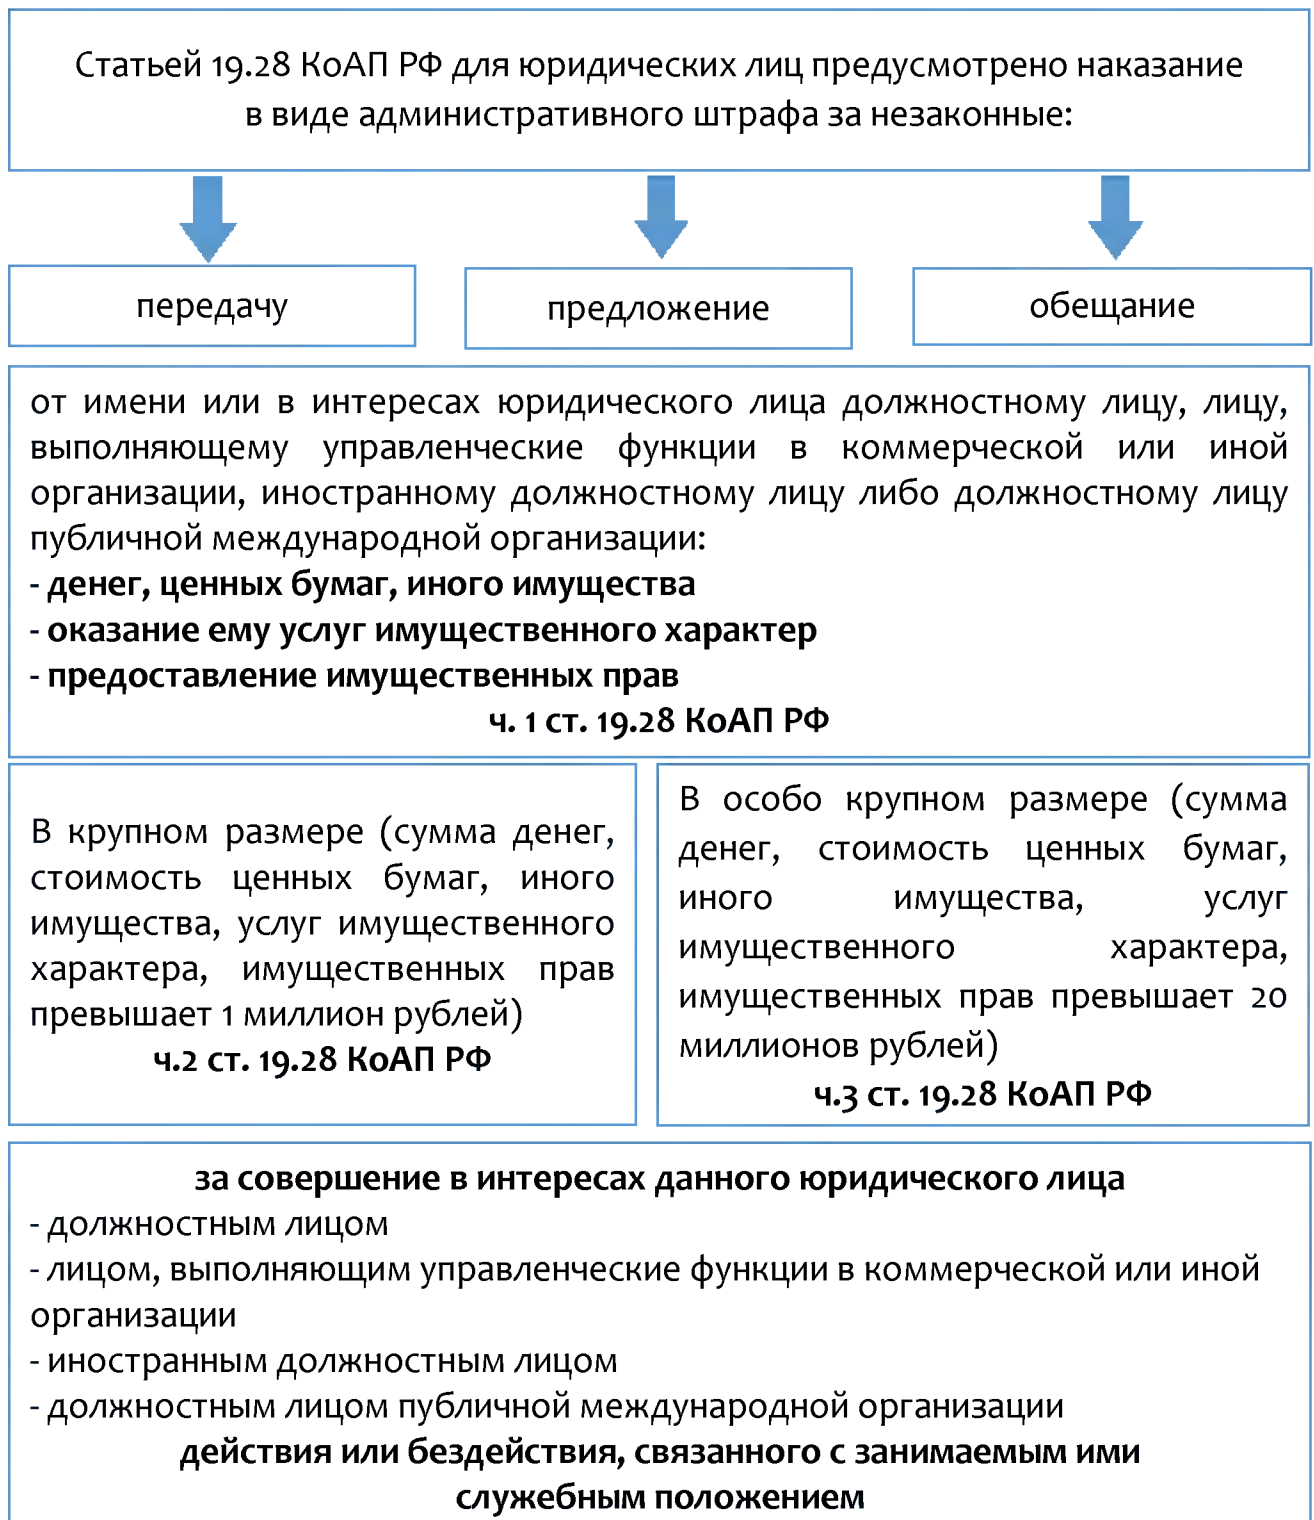 Статьей 19.28 КоАП РФ для юридических лиц предусмотрено наказание
в виде административного штрафа за незаконные:
передачу
предложение
обещание
от имени или в интересах юридического лица должностному лицу, лицу,
выполняющему управленческие функции в коммерческой или иной
организации, иностранному должностному лицу либо должностному лицу
публичной международной организации:
- денег, ценных бумаг, иного имущества
- оказание ему услуг имущественного характер
- предоставление имущественных прав
ч. 1 ст. 19.28 КоАП РФ
В крупном размере (сумма денег,
стоимость ценных бумаг, иного
имущества, услуг имущественного
характера, имущественных прав
превышает 1 миллион рублей)
ч.2 ст. 19.28 КоАП РФ
В особо крупном размере (сумма
денег, стоимость ценных бумаг,
иного имущества, услуг
имущественного характера,
имущественных прав превышает 20
миллионов рублей)
ч.3 ст. 19.28 КоАП РФ
за совершение в интересах данного юридического лица
- должностным лицом
- лицом, выполняющим управленческие функции в коммерческой или иной
организации
- иностранным должностным лицом
- должностным лицом публичной международной организации
действия или бездействия, связанного с занимаемым ими
служебным положением